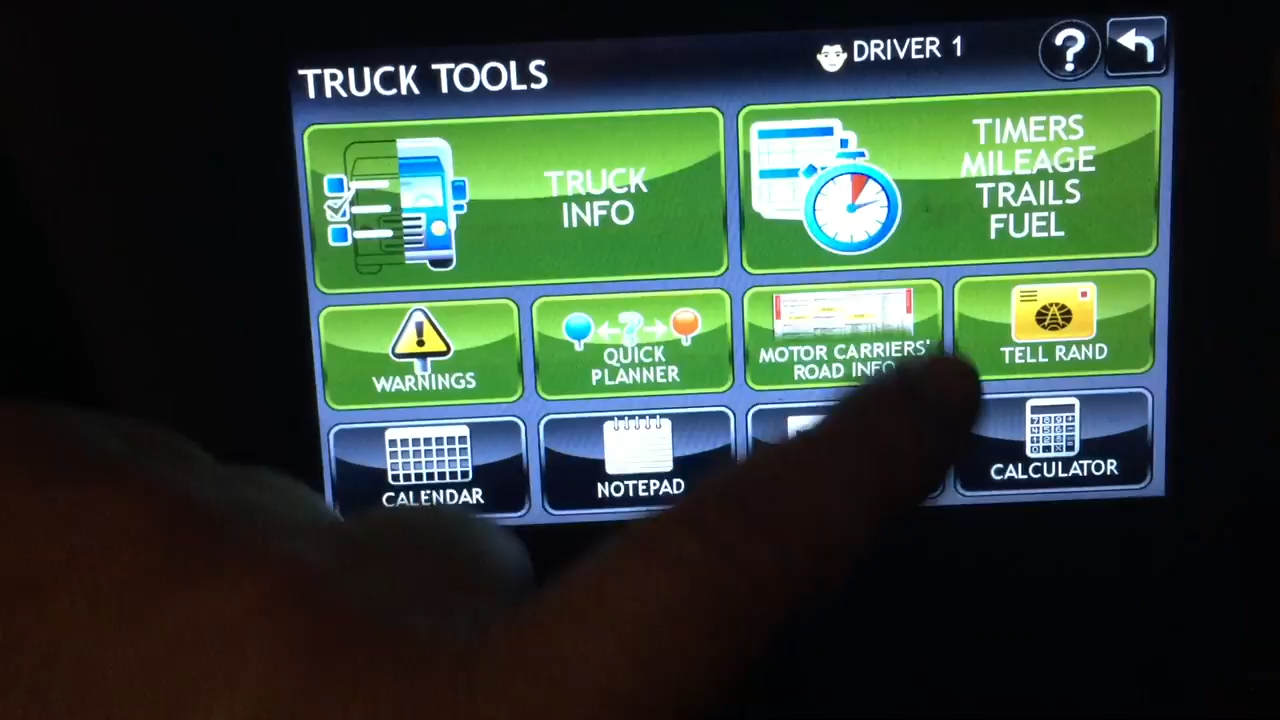 TRUCK TOOLS
DRIVER 1
?
TRUCK
INFO
TIMERS
MILEAGE
TRAILS
FUEL
WARNINGS
QUICK
PLANNER
MOTOR CARRIERS'
ROAD INFO
TELL RAND
CALENDAR
NOTEPAD
CALCULATOR